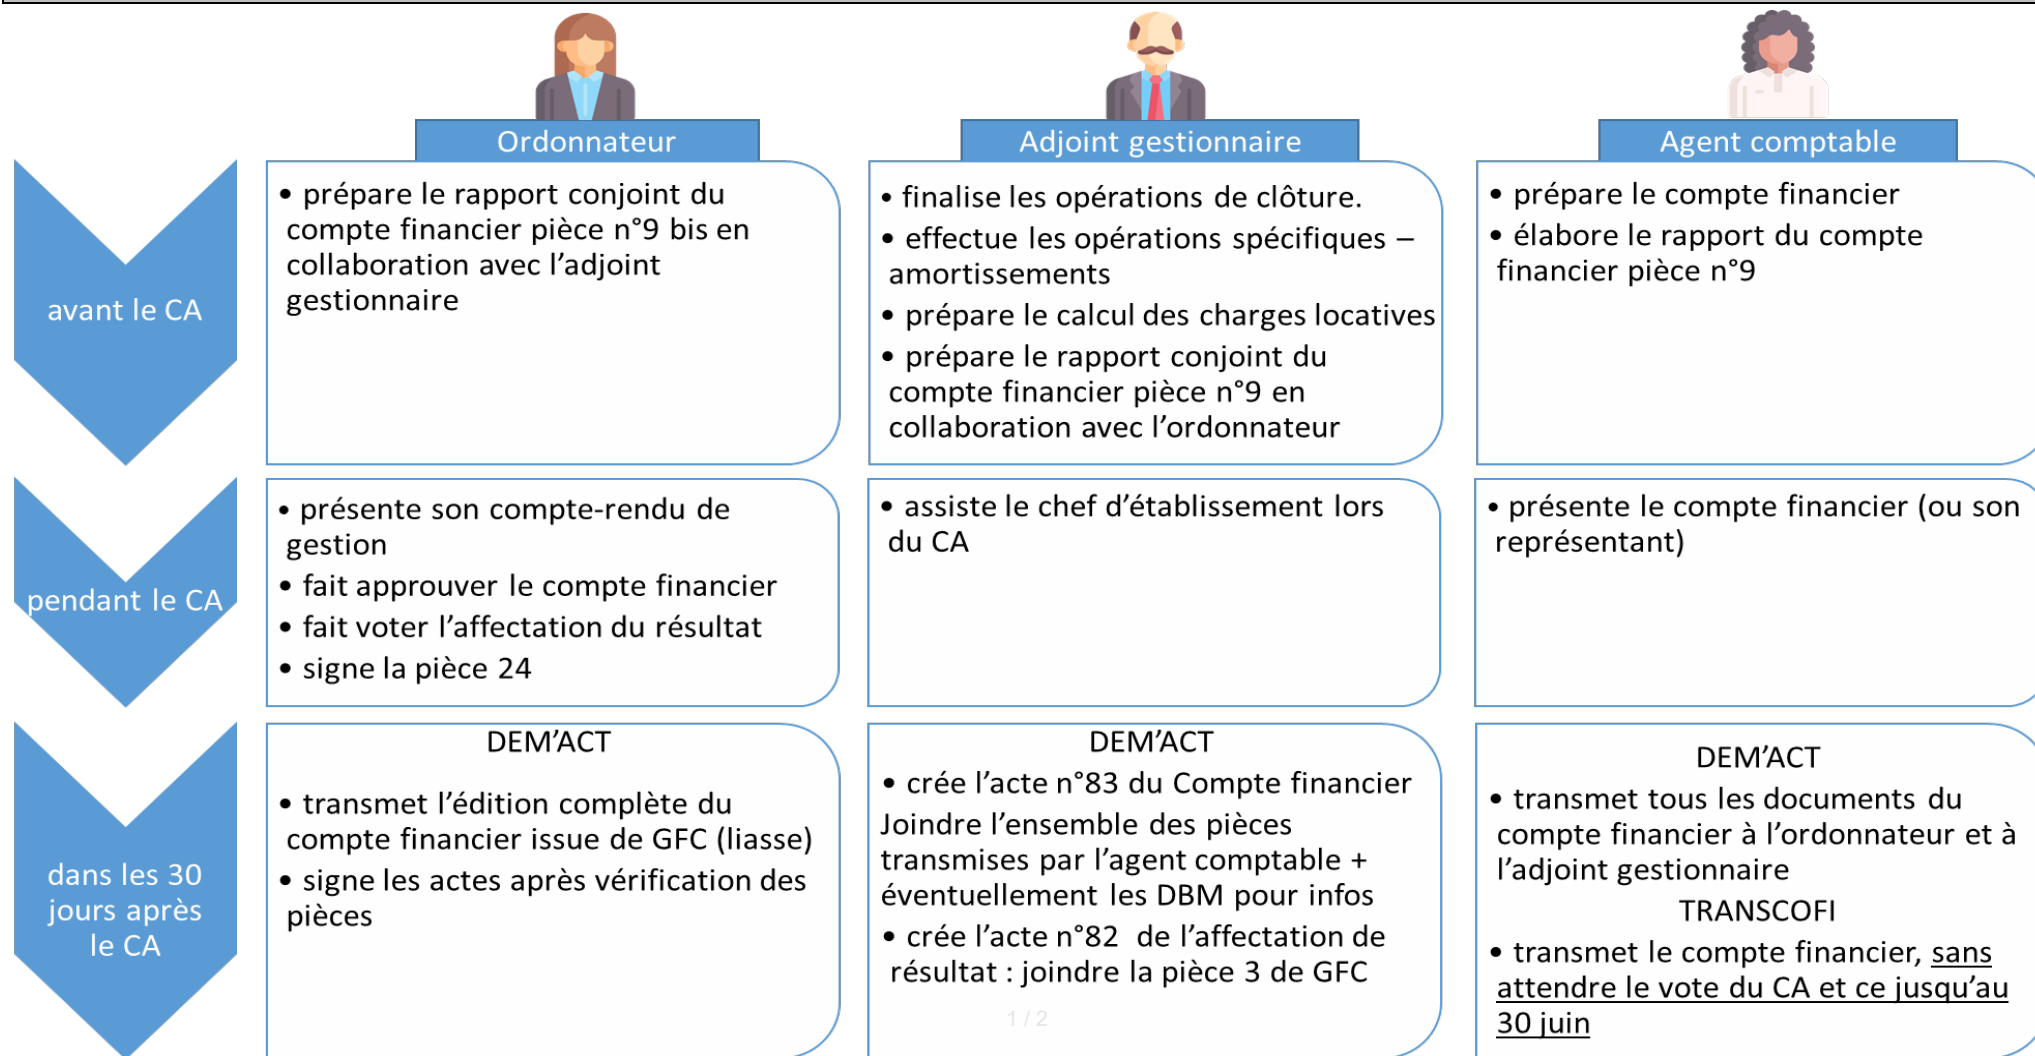 Ordonnateur
Adjoint gestionnaire
Agent comptable
avant le CA
• prépare le rapport conjoint du
compte financier pièce n°9 bis en
collaboration avec l’adjoint
gestionnaire
• finalise les opérations de clôture.
• effectue les opérations spécifiques –
amortissements
• prépare le calcul des charges locatives
• prépare le rapport conjoint du
compte financier pièce n°9 en
collaboration avec l’ordonnateur
• prépare le compte financier
• élabore le rapport du compte
financier pièce n°9
pendant le CA
• présente son compte-rendu de
gestion
• fait approuver le compte financier
• fait voter l’affectation du résultat
• signe la pièce 24
• assiste le chef d’établissement lors
du CA
• présente le compte financier (ou son
représentant)
dans les 30
jours après
le CA
DEM’ACT
• transmet l’édition complète du
compte financier issue de GFC (liasse)
• signe les actes après vérification des
pièces
DEM’ACT
• crée l’acte n°83 du Compte financier
Joindre l’ensemble des pièces
transmises par l’agent comptable +
éventuellement les DBM pour infos
• crée l’acte n°82 de l’affectation de
résultat : joindre la pièce 3 de GFC
DEM’ACT
• transmet tous les documents du
compte financier à l’ordonnateur et à
l’adjoint gestionnaire
TRANSCOFI
• transmet le compte financier, sans
attendre le vote du CA et ce jusqu’au
30 juin
1 / 2